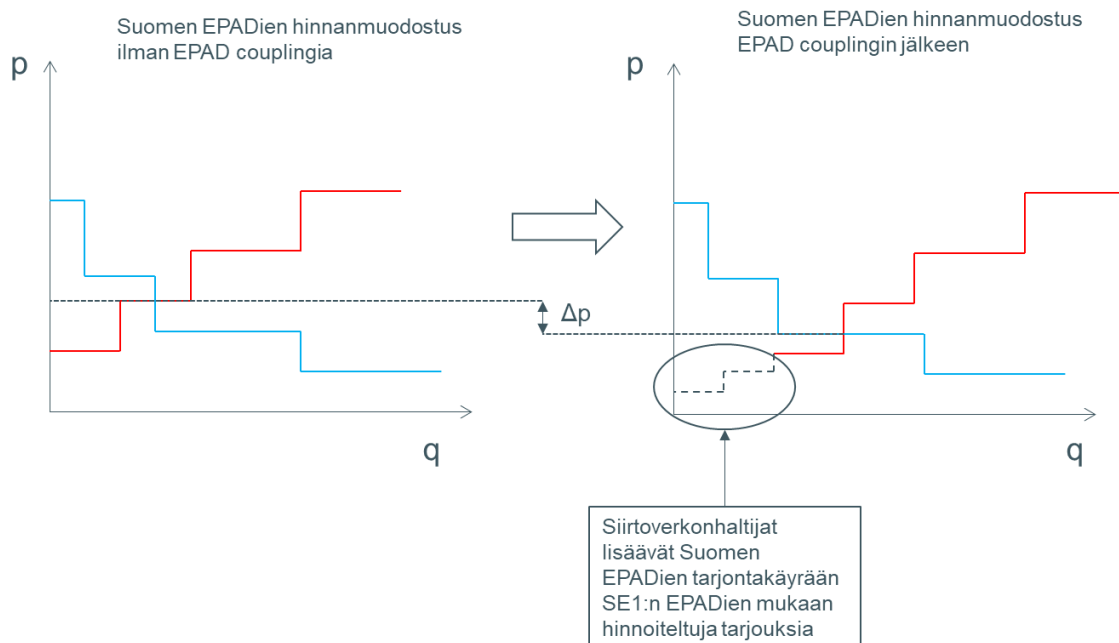 Suomen EPADien hinnanmuodostus
ilman EPAD couplingia
Suomen EPADien hinnanmuodostus
EPAD couplingin jälkeen
p
p
Δp
q
q
Siirtoverkonhaltijat
lisäävät Suomen
EPADien tarjontakäyrään
SE1:n EPADien mukaan
hinnoiteltuja tarjouksia